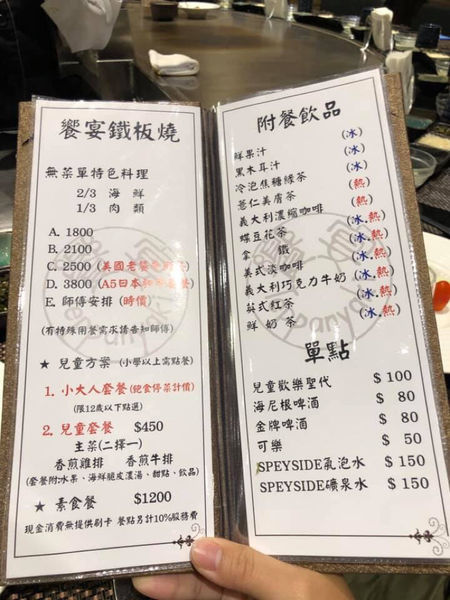 饗宴鐵板燒
無菜單特色料理
2/3 海鮮
1/3 肉類
A. 1800
B. 2100
C. 2500 (美國老饕
D. 3800 (A5日本和牛
E. 師傅安排 (時價)
(有特殊用餐需求請告知師傅)
★ 兒童方案 (小學以上需點餐)
1. 小大人套餐(飽食停菜計價)
(限12歲以下點選)
2. 兒童套餐 $450
主菜(二擇一)
香煎雞排 香煎牛排
(套餐附水果、海鮮脆皮濃湯、甜點、飲品)
★ 素食餐 $1200
現金消費無提供刷卡 餐點另計10%服務費
附餐飲品
鮮果汁 (冰)
黑木耳汁 (冰)
冷泡焦糖綠茶 (冰)
薏仁美膚茶 (熱)
義大利濃縮咖啡 (熱)
蝶豆花茶 (冰.熱)
拿鐵 (冰.熱)
美式淡咖啡 (冰.熱)
義大利巧克力牛奶 (冰.熱)
英式紅茶 (冰.熱)
鮮奶茶 (冰.熱)
單點
兒童歡樂聖代 $ 100
海尼根啤酒 $ 80
金牌啤酒 $ 80
可樂 $ 50
SPEYSIDE氣泡水 $ 150
SPEYSIDE礦泉水 $ 150